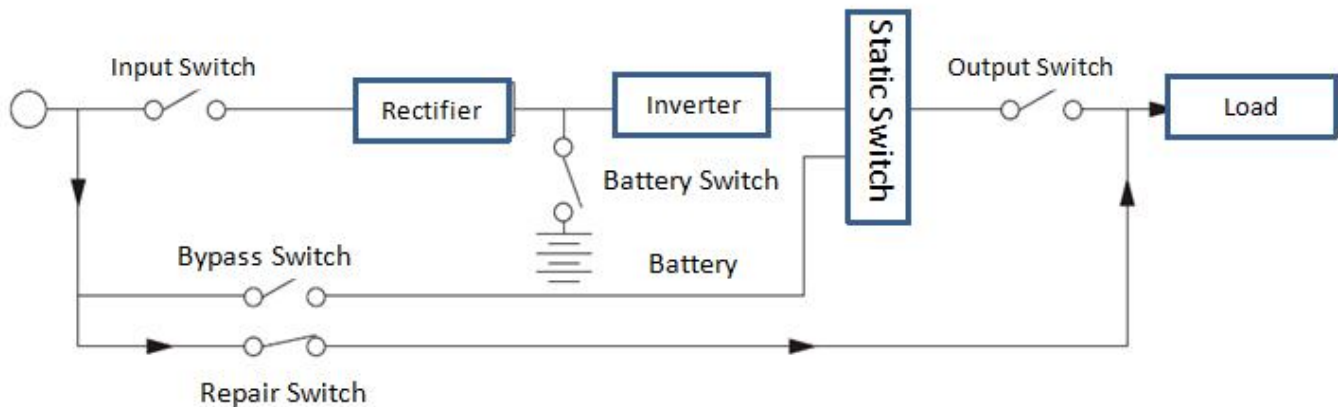 Input Switch
Rectifier
Inverter
Static Switch
Output Switch
Load
Battery Switch
Bypass Switch
Battery
Repair Switch